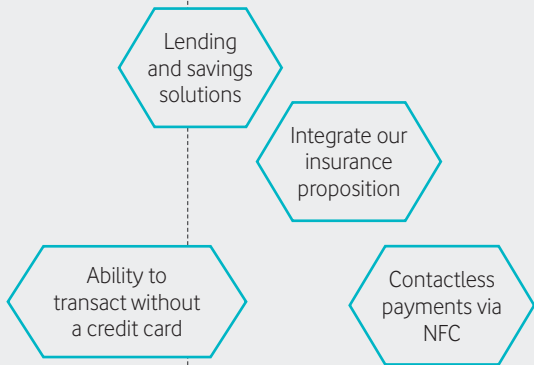 Lending
and savings
solutions
Integrate our
insurance
proposition
Ability to
transact without
a credit card
Contactless
payments via
NFC